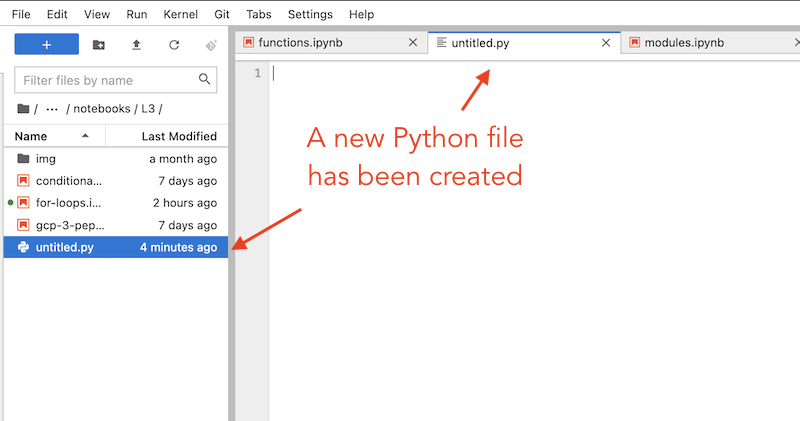 File Edit View Run Kernel Git Tabs Settings Help
+
functions.ipynb untitled.py modules.ipynb
Filter files by name
/ ··· / notebooks / L3 /
1
Name Last Modified
img a month ago
conditiona... 7 days ago
for-loops.i... 2 hours ago
gcp-3-pep... 7 days ago
untitled.py 4 minutes ago
A new Python file
has been created